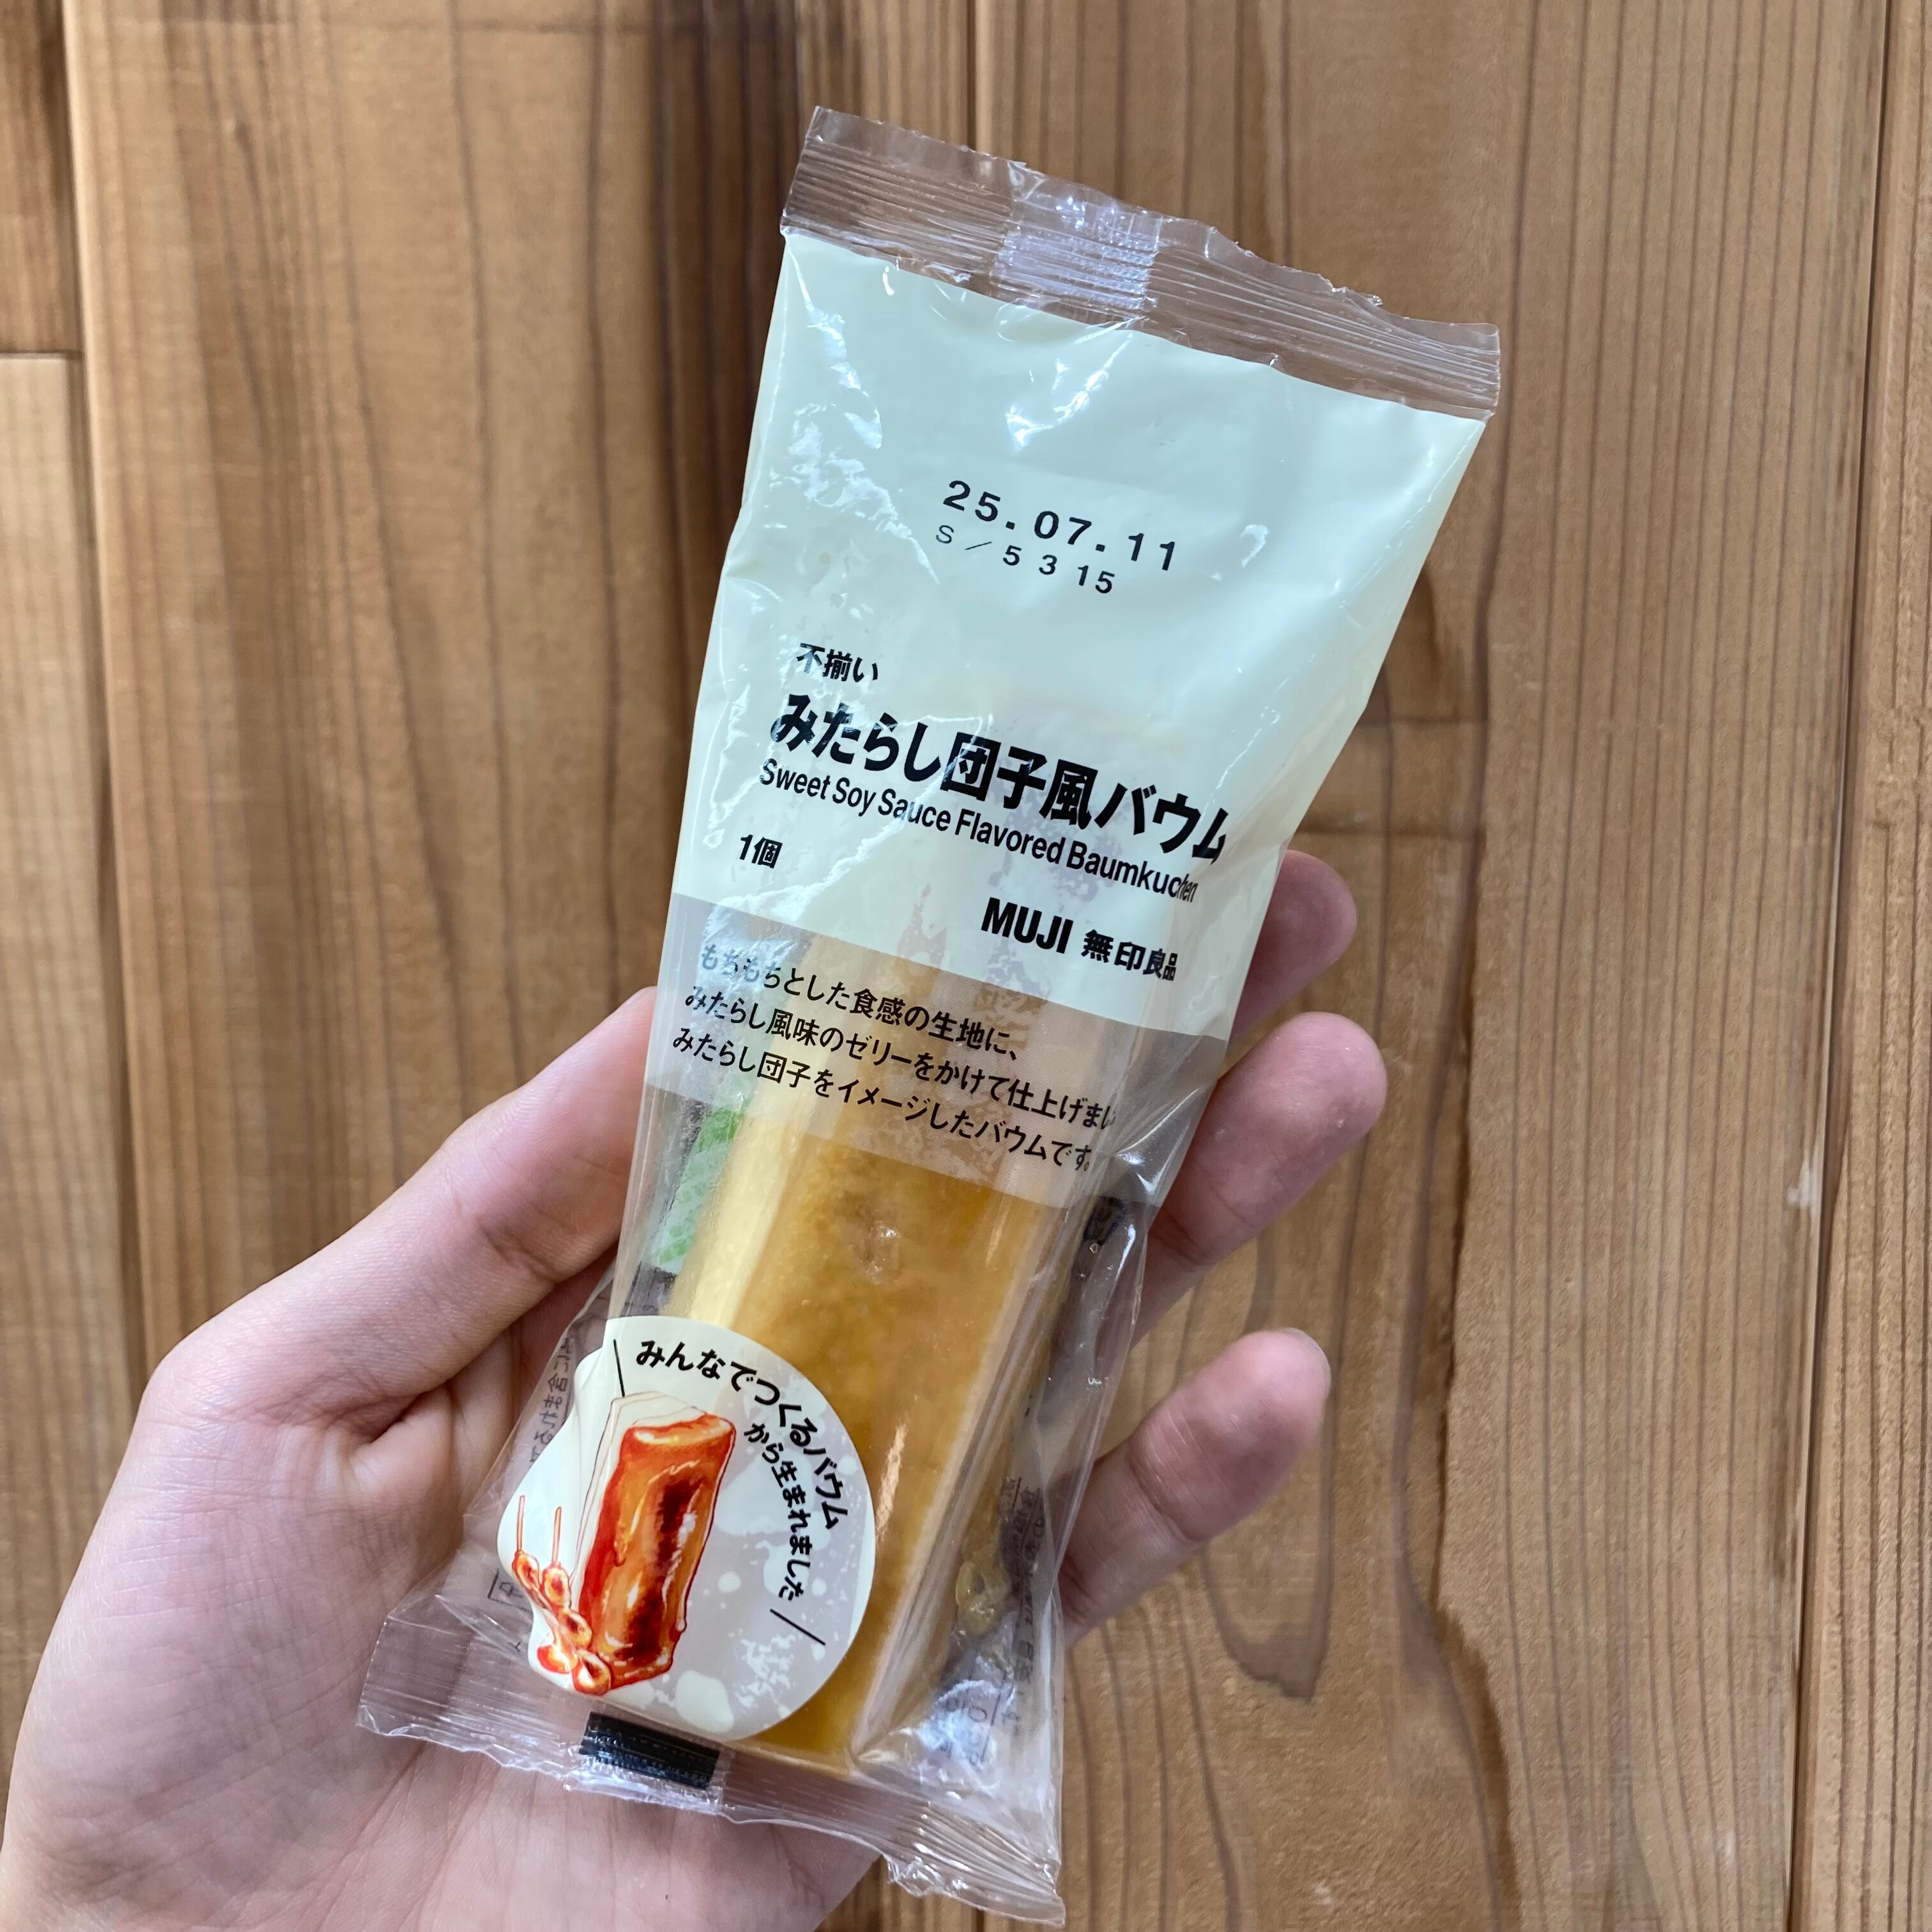 25.07.11
S/5315
不揃い
みたらし団子風バウム
Sweet Soy Sauce Flavored Baumkuchen
1個
MUJI 無印良品
もちもちとした食感の生地に、
みたらし風味のゼリーをかけて仕上げまし
みたらし団子をイメージしたバウムです。
みんなでつくるバウム
から生まれました